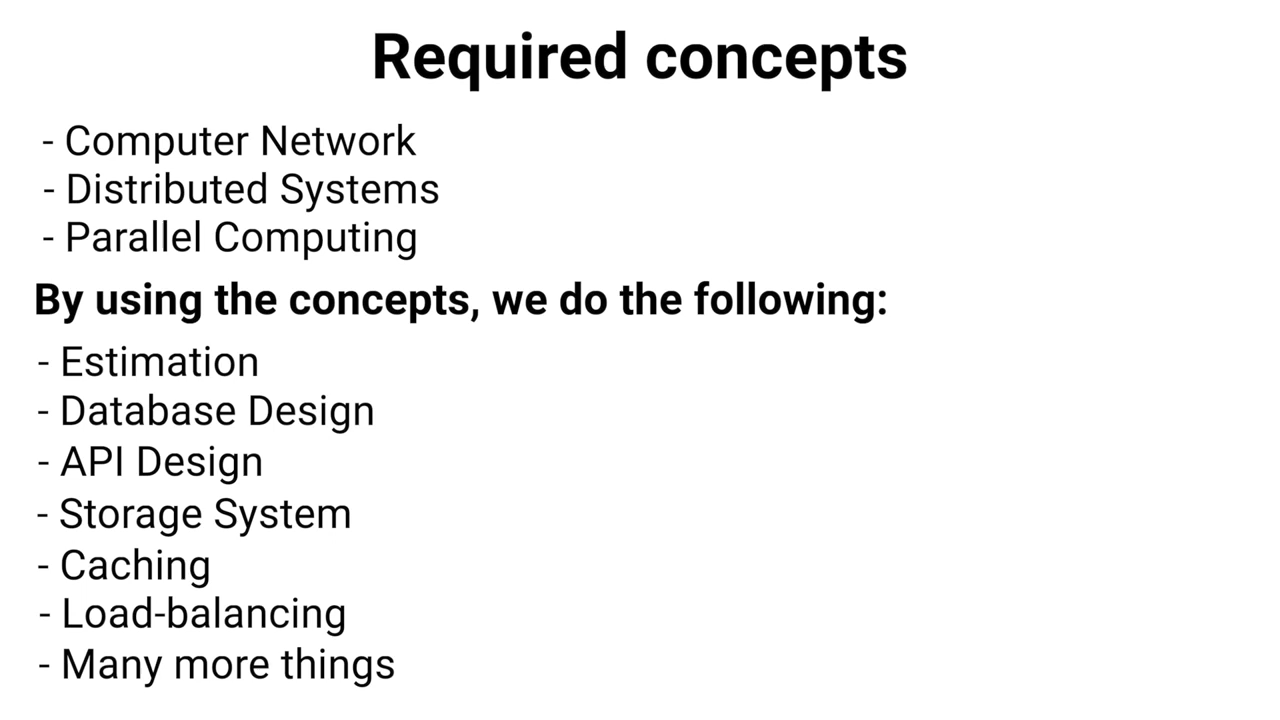 Required concepts
- Computer Network
- Distributed Systems
- Parallel Computing
By using the concepts, we do the following:
- Estimation
- Database Design
- API Design
- Storage System
- Caching
- Load-balancing
- Many more things